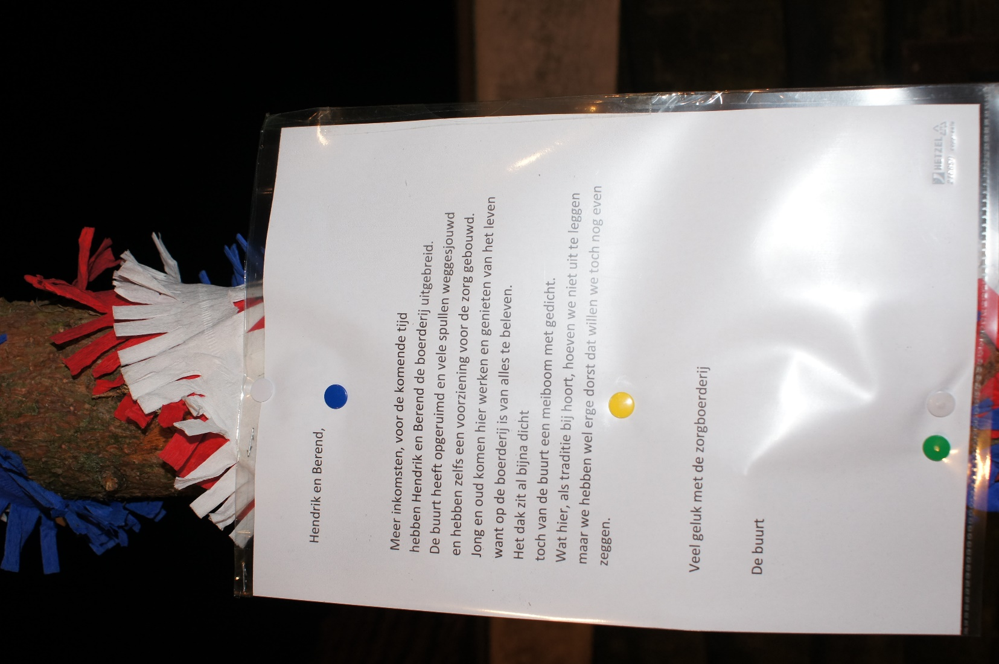 Hendrik en Berend,
Meer inkomsten, voor de komende tijd
hebben Hendrik en Berend de boerderij uitgebreid.
De buurt heeft opgeruimd en vele spullen weggesjouwd
en hebben zelfs een voorziening voor de zorg gebouwd.
Jong en oud komen hier werken en genieten van het leven
want op de boerderij is van alles te beleven.
Het dak zit al bijna dicht
toch van de buurt een meiboom met gedicht.
Wat hier, als traditie bij hoort, hoeven we niet uit te leggen
maar we hebben wel erge dorst dat willen we toch nog even
zeggen.
Veel geluk met de zorgboerderij
De buurt
HETZEL